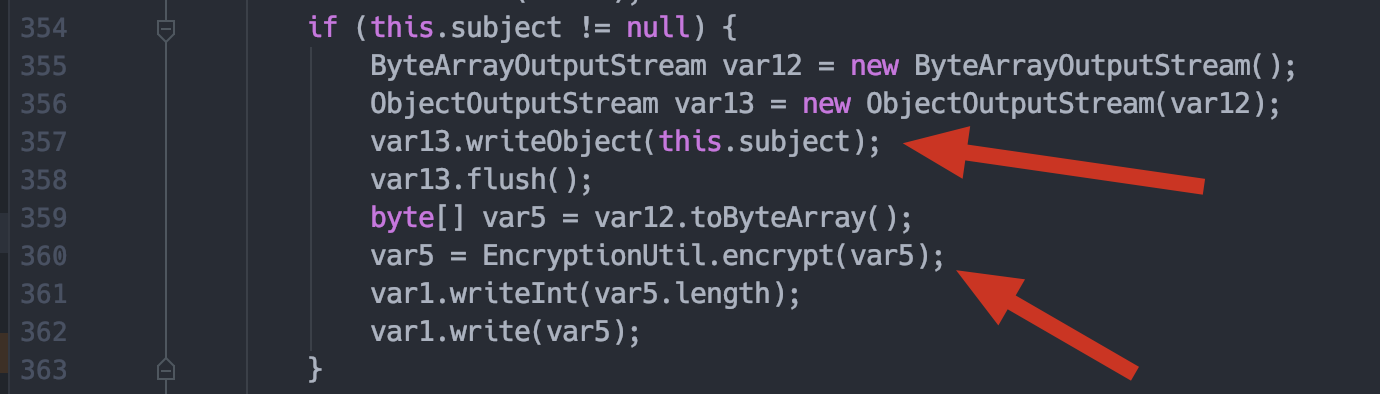 354 if (this.subject != null) {
355 ByteArrayOutputStream var12 = new ByteArrayOutputStream();
356 ObjectOutputStream var13 = new ObjectOutputStream(var12);
357 var13.writeObject(this.subject);
358 var13.flush();
359 byte[] var5 = var12.toByteArray();
360 var5 = EncryptionUtil.encrypt(var5);
361 var1.writeInt(var5.length);
362 var1.write(var5);
363 }